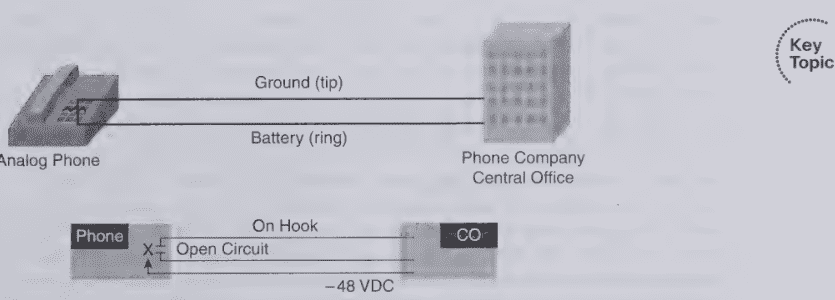 Key
Topic
Ground (tip)
Battery (ring)
Analog Phone
Phone Company
Central Office
Phone
On Hook
CO
X
Open Circuit
–48 VDC